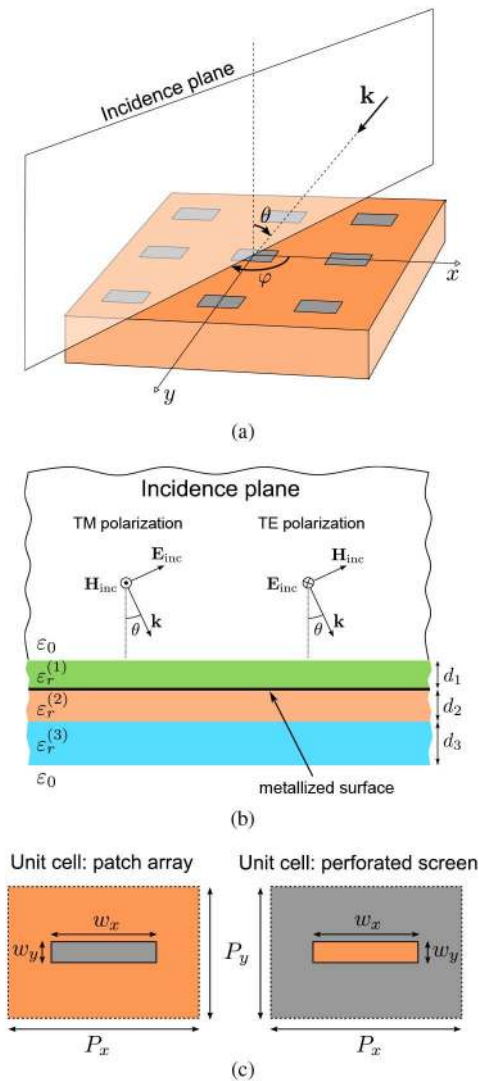 Incidence plane
k
θ
φ
x
y
(a)
Incidence plane
TM polarization
TE polarization
E_inc
H_inc
H_inc
E_inc
θ
k
θ
k
ε_0
ε_r^(1)
d_1
ε_r^(2)
d_2
ε_r^(3)
d_3
ε_0
metallized surface
(b)
Unit cell: patch array
Unit cell: perforated screen
w_x
w_x
w_y
P_y
w_y
P_x
P_x
(c)